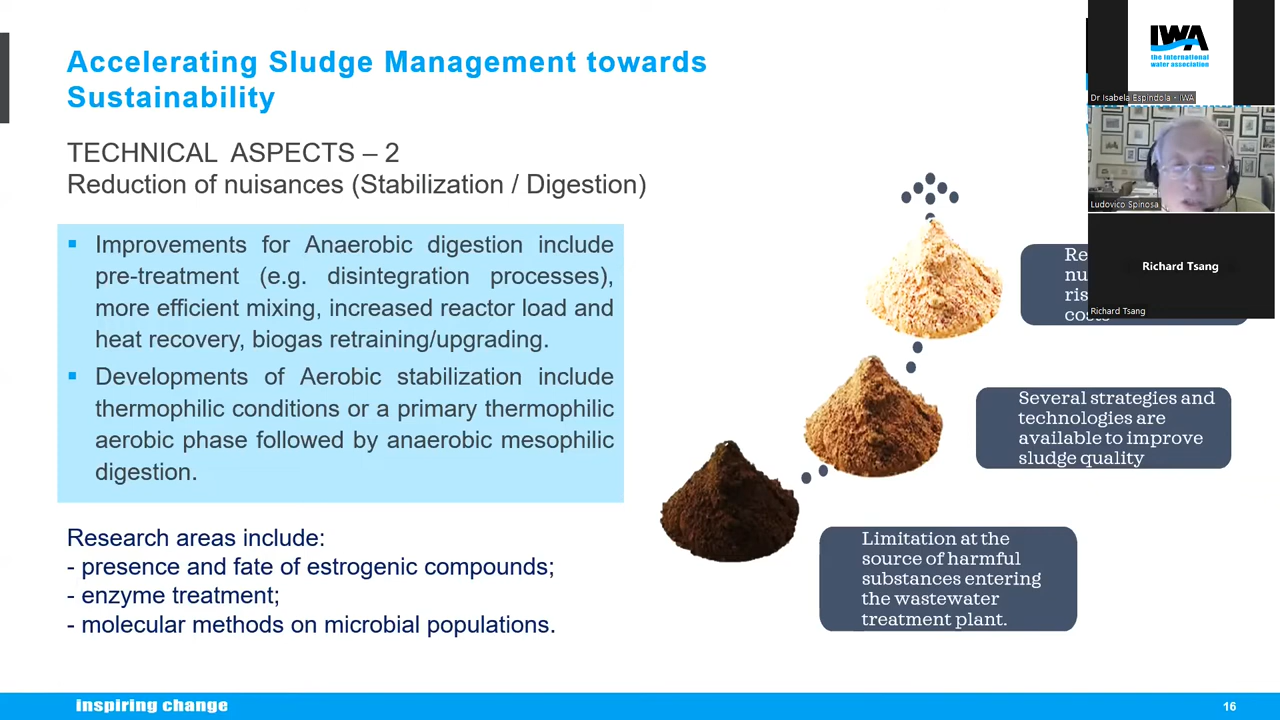 Accelerating Sludge Management towards
Sustainability
TECHNICAL ASPECTS – 2
Reduction of nuisances (Stabilization / Digestion)
▪ Improvements for Anaerobic digestion include
pre-treatment (e.g. disintegration processes),
more efficient mixing, increased reactor load and
heat recovery, biogas retraining/upgrading.
▪ Developments of Aerobic stabilization include
thermophilic conditions or a primary thermophilic
aerobic phase followed by anaerobic mesophilic
digestion.
Research areas include:
- presence and fate of estrogenic compounds;
- enzyme treatment;
- molecular methods on microbial populations.
Several strategies and
technologies are
available to improve
sludge quality
Limitation at the
source of harmful
substances entering
the wastewater
treatment plant.
IWA
the international
water association
Dr Isabela Espindola - IWA
Ludovico Spinosa
Richard Tsang
Richard Tsang
inspiring change
16